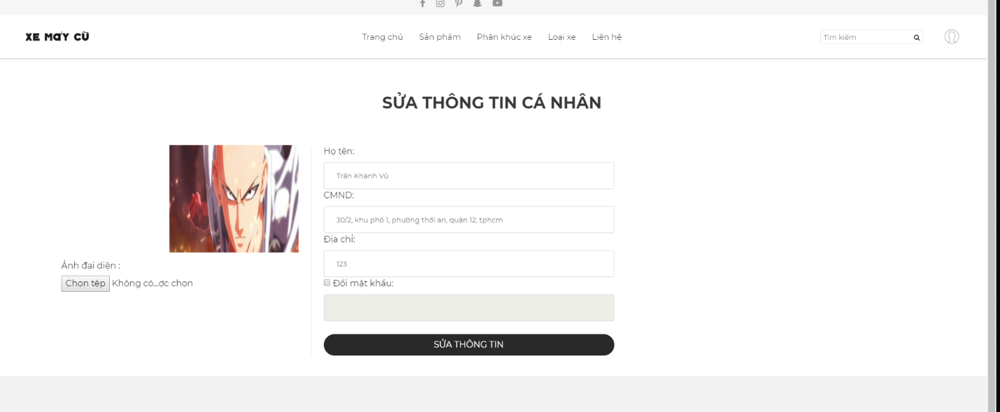 XE MÁY CŨ
Trang chủ Sản phẩm Phân khúc xe Loại xe Liên hệ
Tìm kiếm
SỬA THÔNG TIN CÁ NHÂN
Họ tên:
Trần Khánh Vũ
CMND:
30/2, khu phố 1, phường thới an, quận 12, tphcm
Địa chỉ:
123
Đổi mật khẩu:
SỬA THÔNG TIN
Ảnh đại diện :
Chọn tệp Không có...ợc chọn